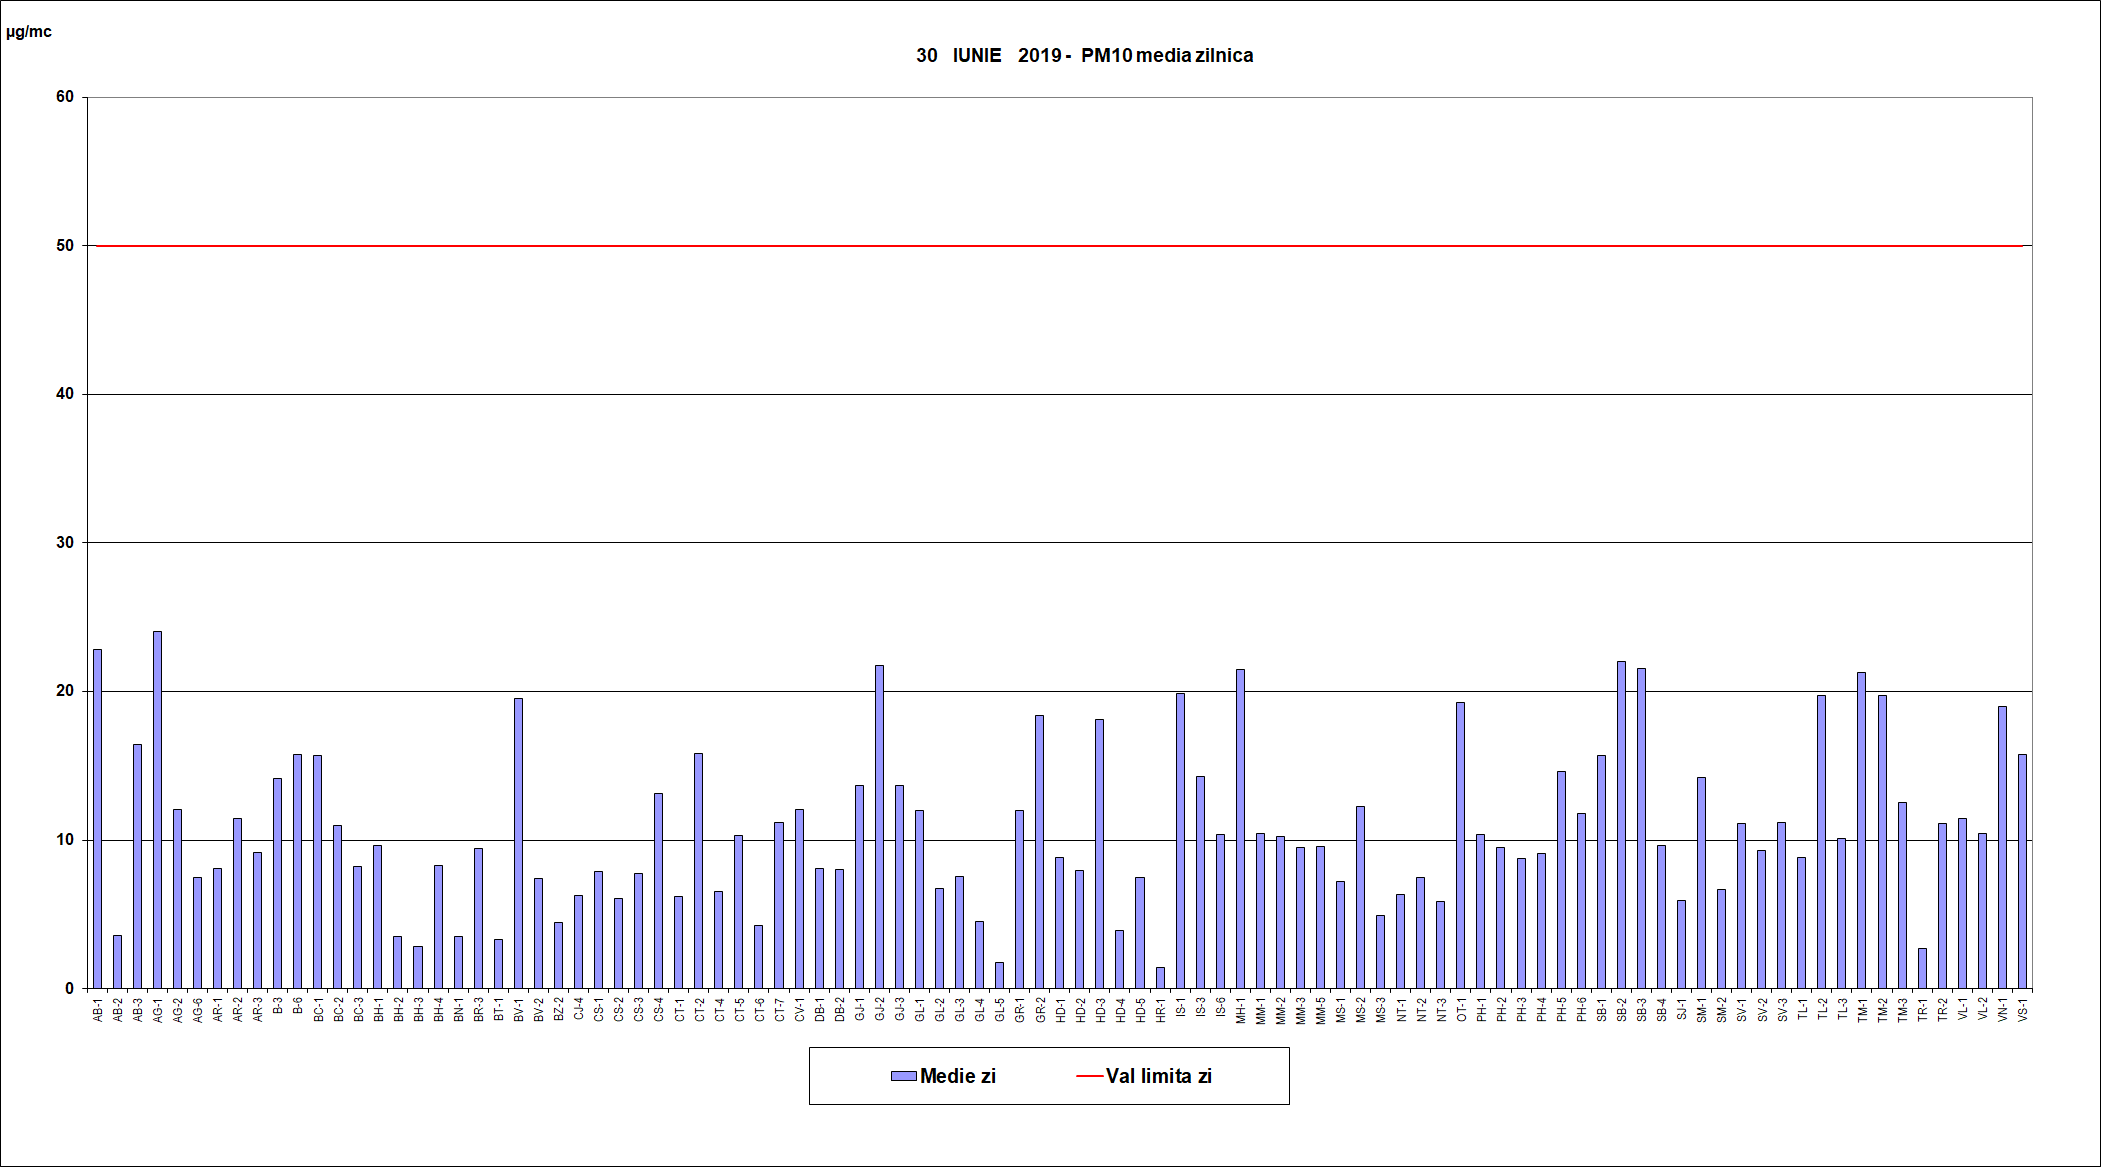 µg/mc
30 IUNIE 2019 - PM10 media zilnica
60
50
40
30
20
10
0
AB-1 AB-2 AB-3 AG-1 AG-2 AG-6 AR-1 AR-2 AR-3 B-3 B-6 BC-1 BC-2 BC-3 BH-1 BH-2 BH-3 BH-4 BN-1 BR-3 BT-1 BV-1 BV-2 BZ-2 CJ-4 CS-1 CS-2 CS-3 CS-4 CT-1 CT-2 CT-4 CT-5 CT-6 CT-7 CV-1 DB-1 DB-2 GJ-1 GJ-2 GJ-3 GL-1 GL-2 GL-3 GL-4 GL-5 GR-1 GR-2 HD-1 HD-2 HD-3 HD-4 HD-5 HR-1 IS-1 IS-3 IS-6 MH-1 MM-1 MM-2 MM-3 MM-5 MS-1 MS-2 MS-3 NT-1 NT-2 NT-3 OT-1 PH-1 PH-2 PH-3 PH-4 PH-5 PH-6 SB-1 SB-2 SB-3 SB-4 SJ-1 SM-1 SM-2 SV-1 SV-2 SV-3 TL-1 TL-2 TL-3 TM-1 TM-2 TM-3 TR-1 TR-2 VL-1 VL-2 VN-1 VS-1
Medie zi Val limita zi